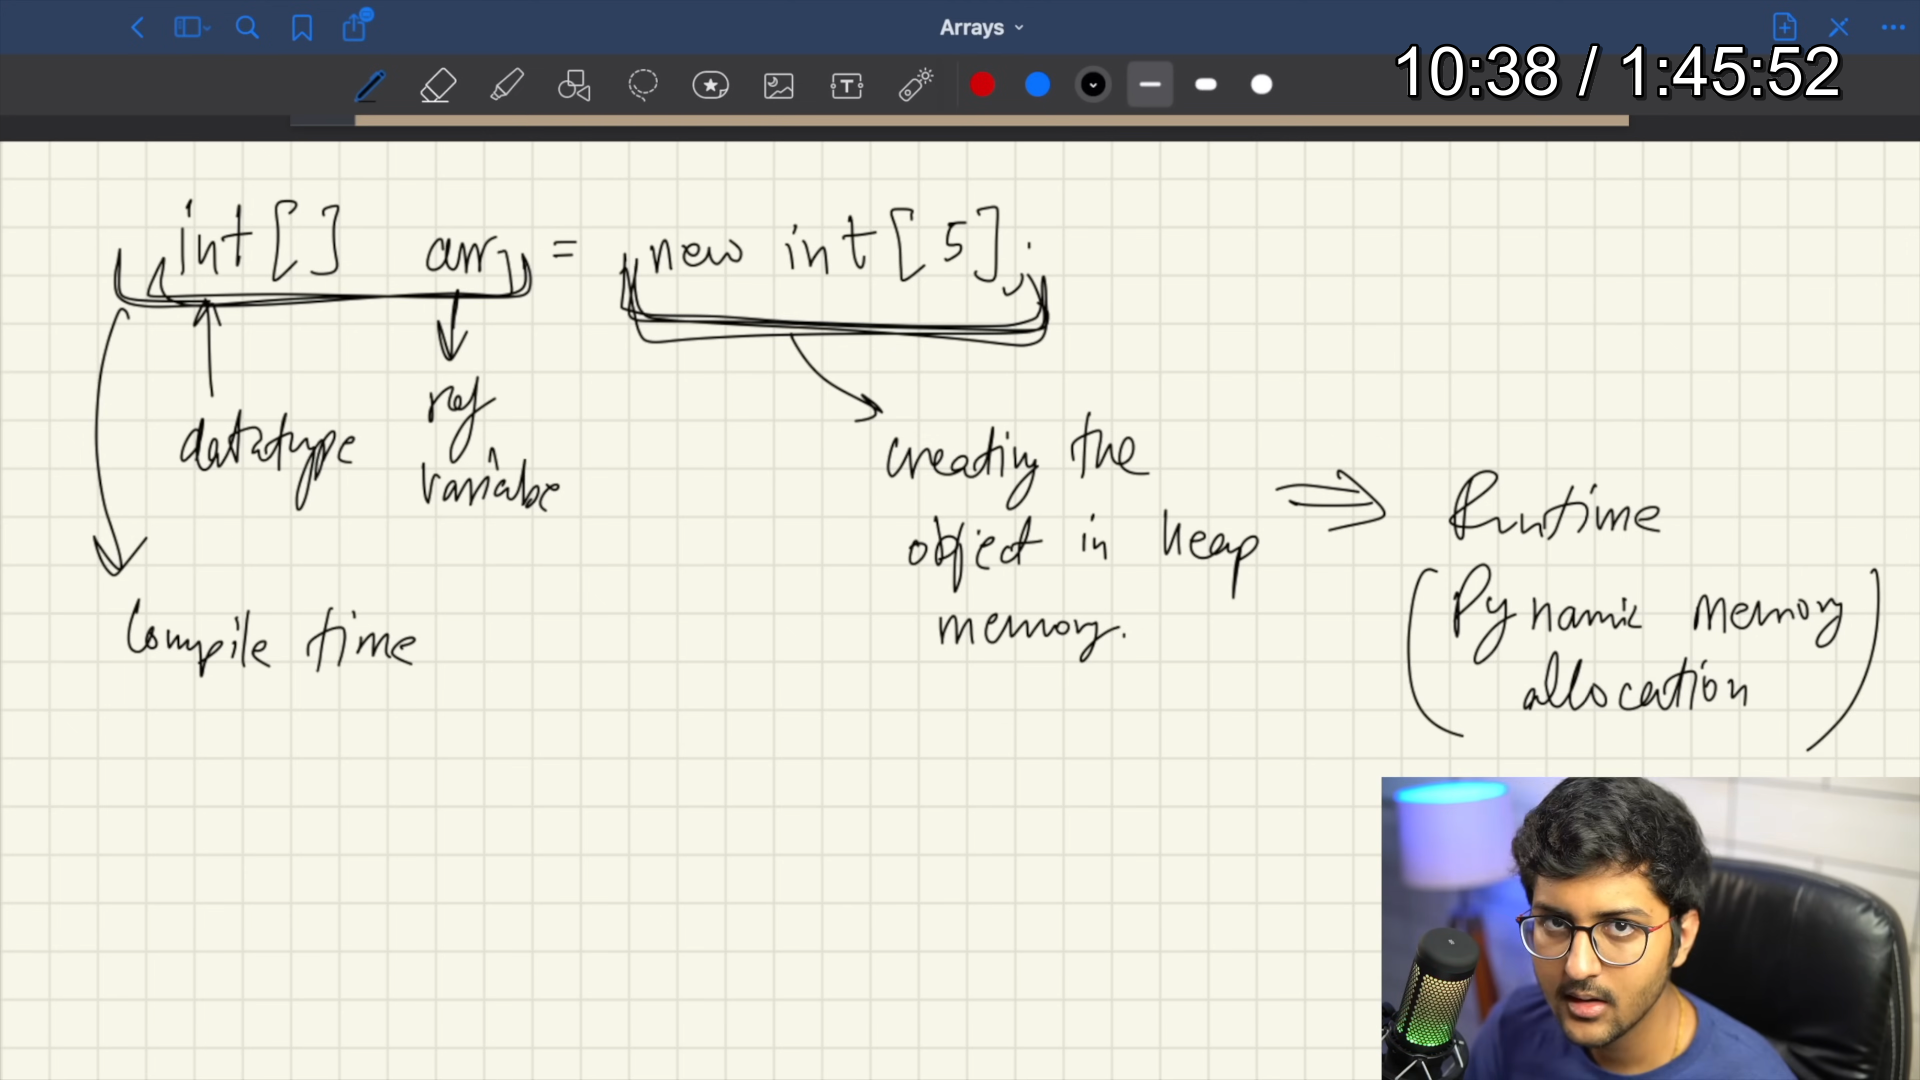 Arrays
10:38 / 1:45:52
T
int[] arr = new int[5];
datatype
ref
variabe
creating the
object in heap
memory.
Runtime
(Dynamic memory
allocation)
Compile time